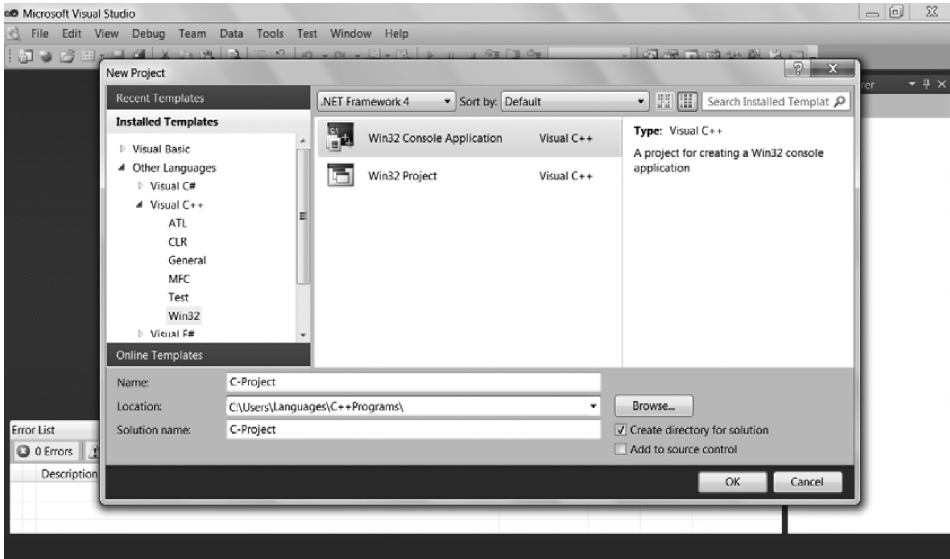 Microsoft Visual Studio
File Edit View Debug Team Data Tools Test Window Help
New Project
Recent Templates
.NET Framework 4
Sort by: Default
Search Installed Templat
Installed Templates
Visual Basic
Other Languages
Visual C#
Visual C++
ATL
CLR
General
MFC
Test
Win32
Visual F#
Online Templates
Win32 Console Application Visual C++
Win32 Project Visual C++
Type: Visual C++
A project for creating a Win32 console
application
Name: C-Project
Location: C:\Users\Languages\C++Programs\
Browse...
Solution name: C-Project
Create directory for solution
Add to source control
OK Cancel
Error List
0 Errors
Description
rer